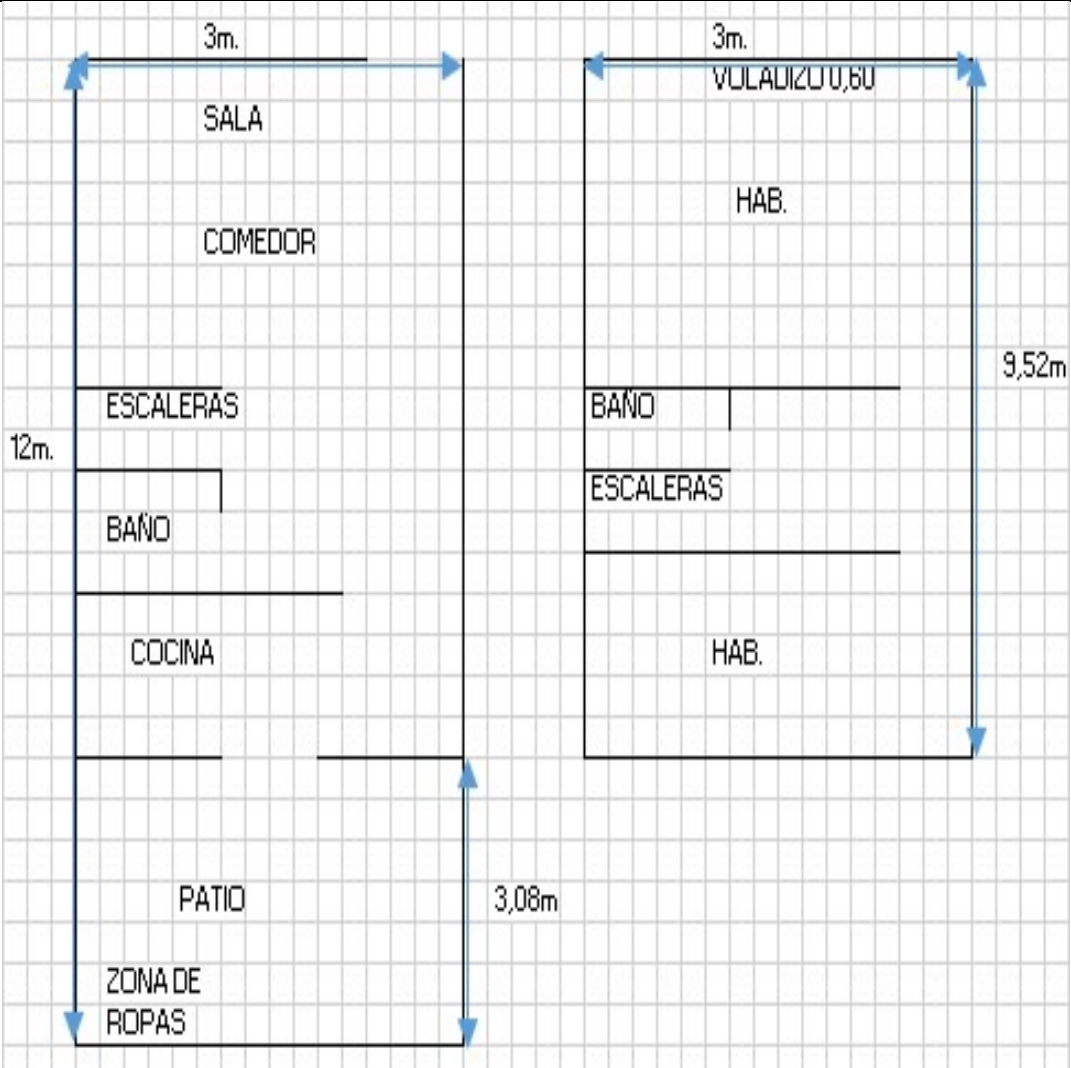 3m.
SALA
COMEDOR
ESCALERAS
12m.
BAÑO
COCINA
PATIO
3,08m
ZONA DE
ROPAS
3m.
VOLADIZO 0,60
HAB.
9,52m
BAÑO
ESCALERAS
HAB.